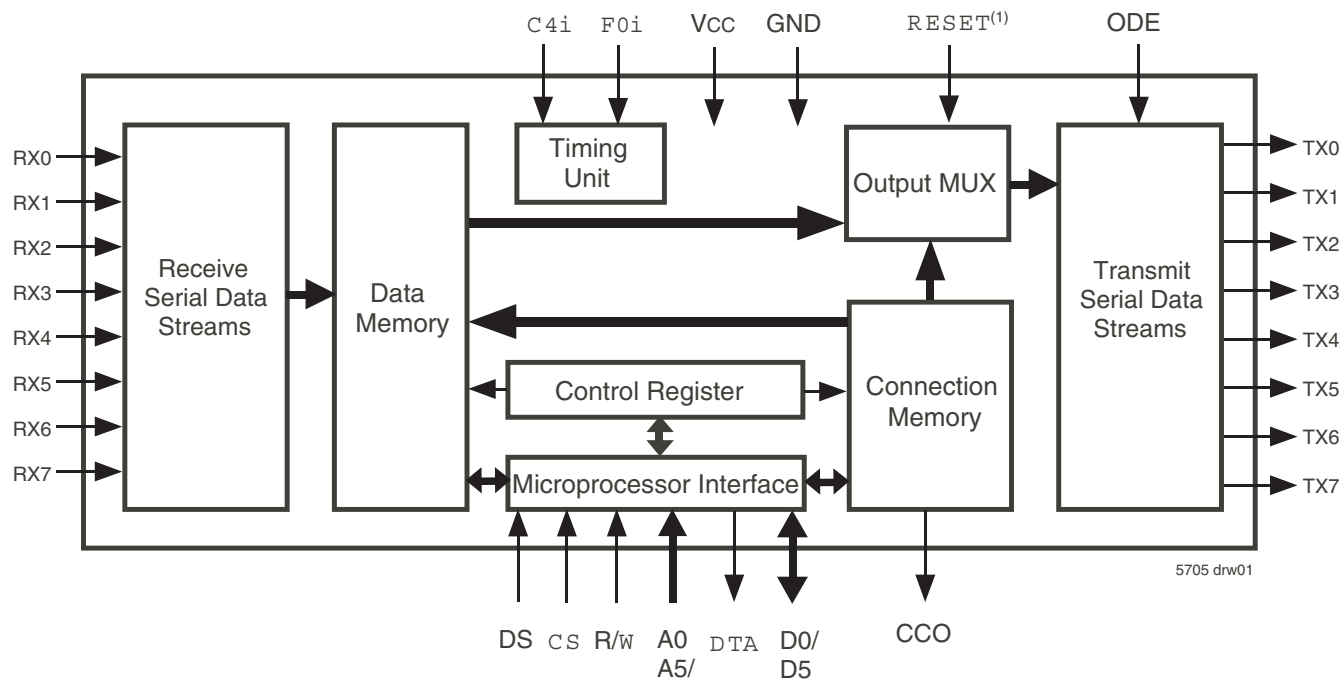 C4i F0i VCC GND RESET(1) ODE
Timing
Unit
Output MUX
RX0
RX1
RX2
RX3
RX4
RX5
RX6
RX7
Receive
Serial Data
Streams
Data
Memory
Transmit
Serial Data
Streams
TX0
TX1
TX2
TX3
TX4
TX5
TX6
TX7
Control Register
Connection
Memory
Microprocessor Interface
5705 drw01
DS CS R/W A0 DTA D0/ CCO
A5/ D5